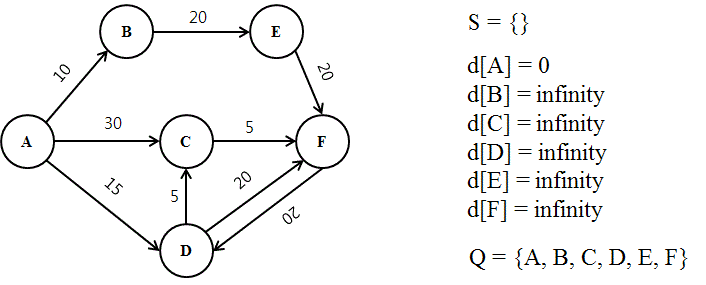 20
B
E
10
20
30
5
A
C
F
15
5
20
20
D
S = {}
d[A] = 0
d[B] = infinity
d[C] = infinity
d[D] = infinity
d[E] = infinity
d[F] = infinity
Q = {A, B, C, D, E, F}